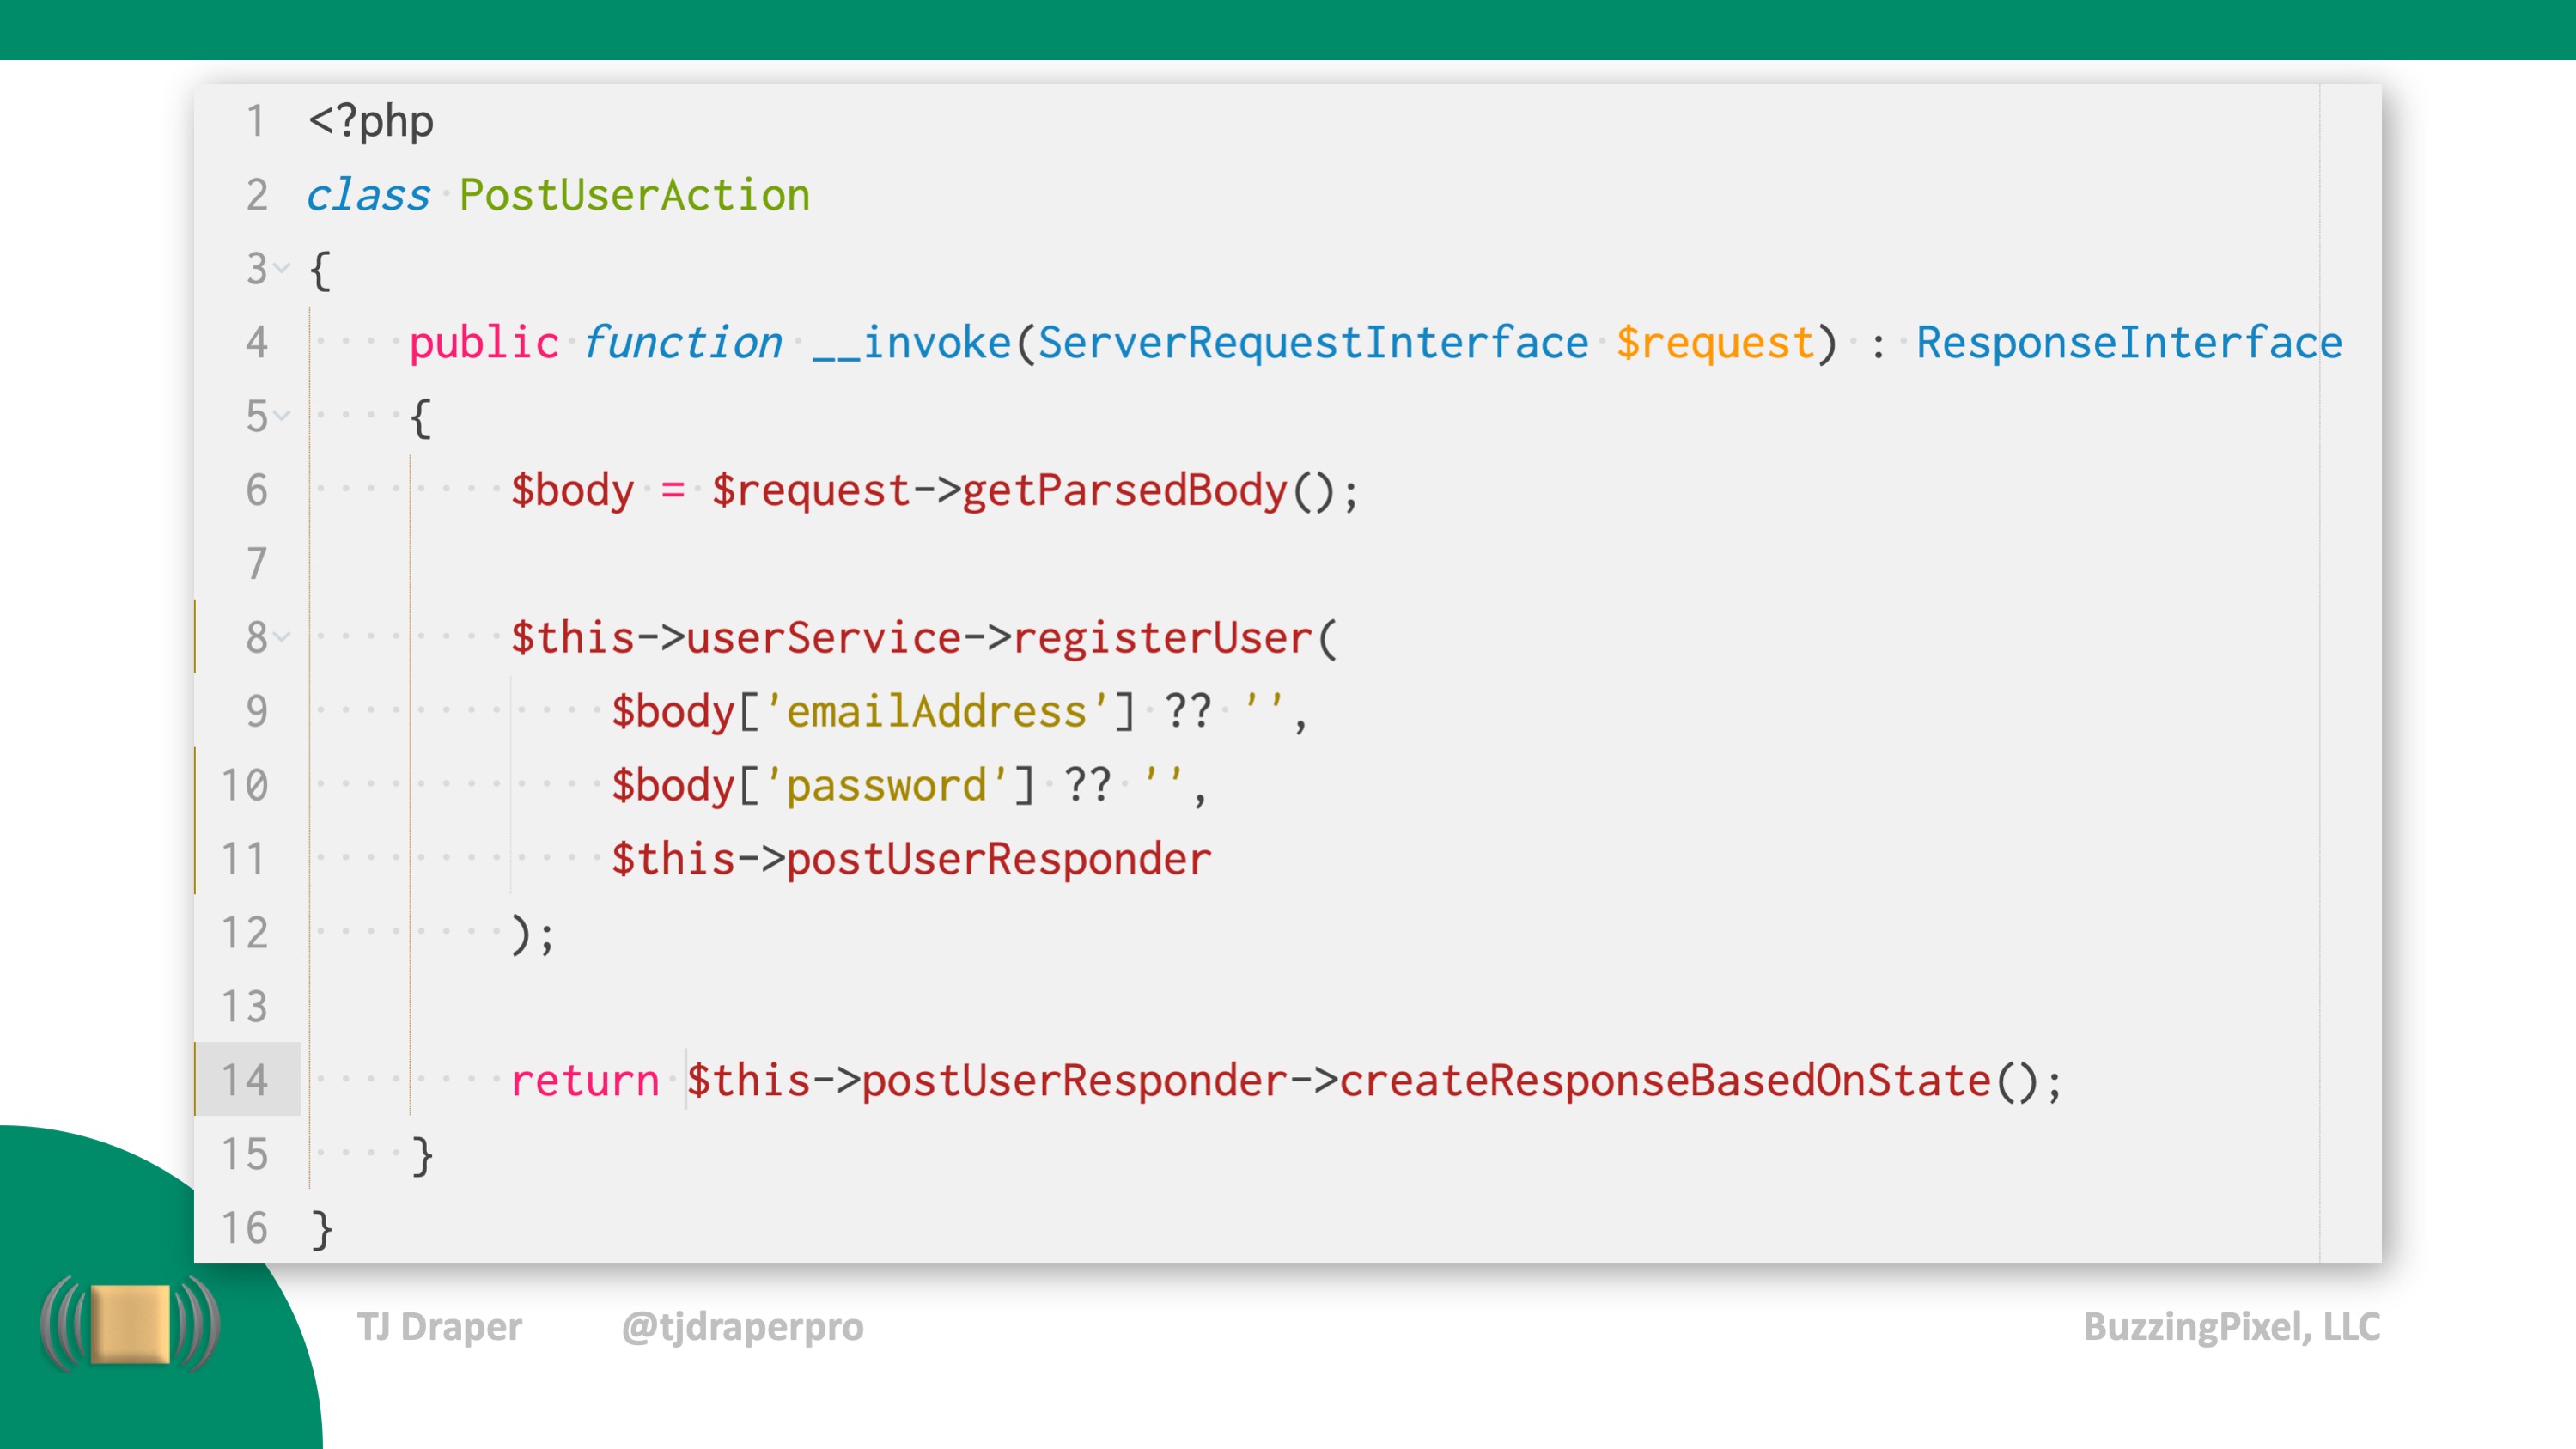 1 <?php
2 class PostUserAction
3 {
4     public function __invoke(ServerRequestInterface $request) : ResponseInterface
5     {
6         $body = $request->getParsedBody();
7
8         $this->userService->registerUser(
9             $body['emailAddress'] ?? '',
10             $body['password'] ?? '',
11             $this->postUserResponder
12         );
13
14         return $this->postUserResponder->createResponseBasedOnState();
15     }
16 }
TJ Draper @tjdraperpro BuzzingPixel, LLC